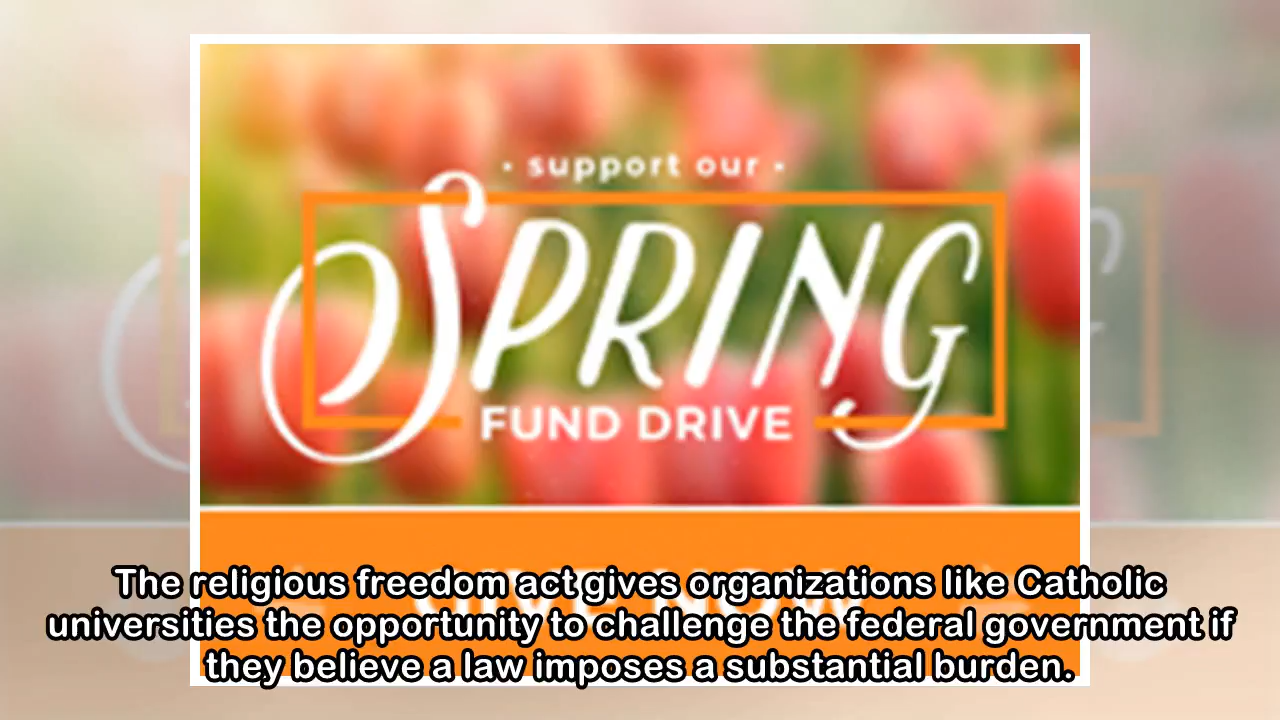 • support our •
SPRING
FUND DRIVE
The religious freedom act gives organizations like Catholic
universities the opportunity to challenge the federal government if
they believe a law imposes a substantial burden.